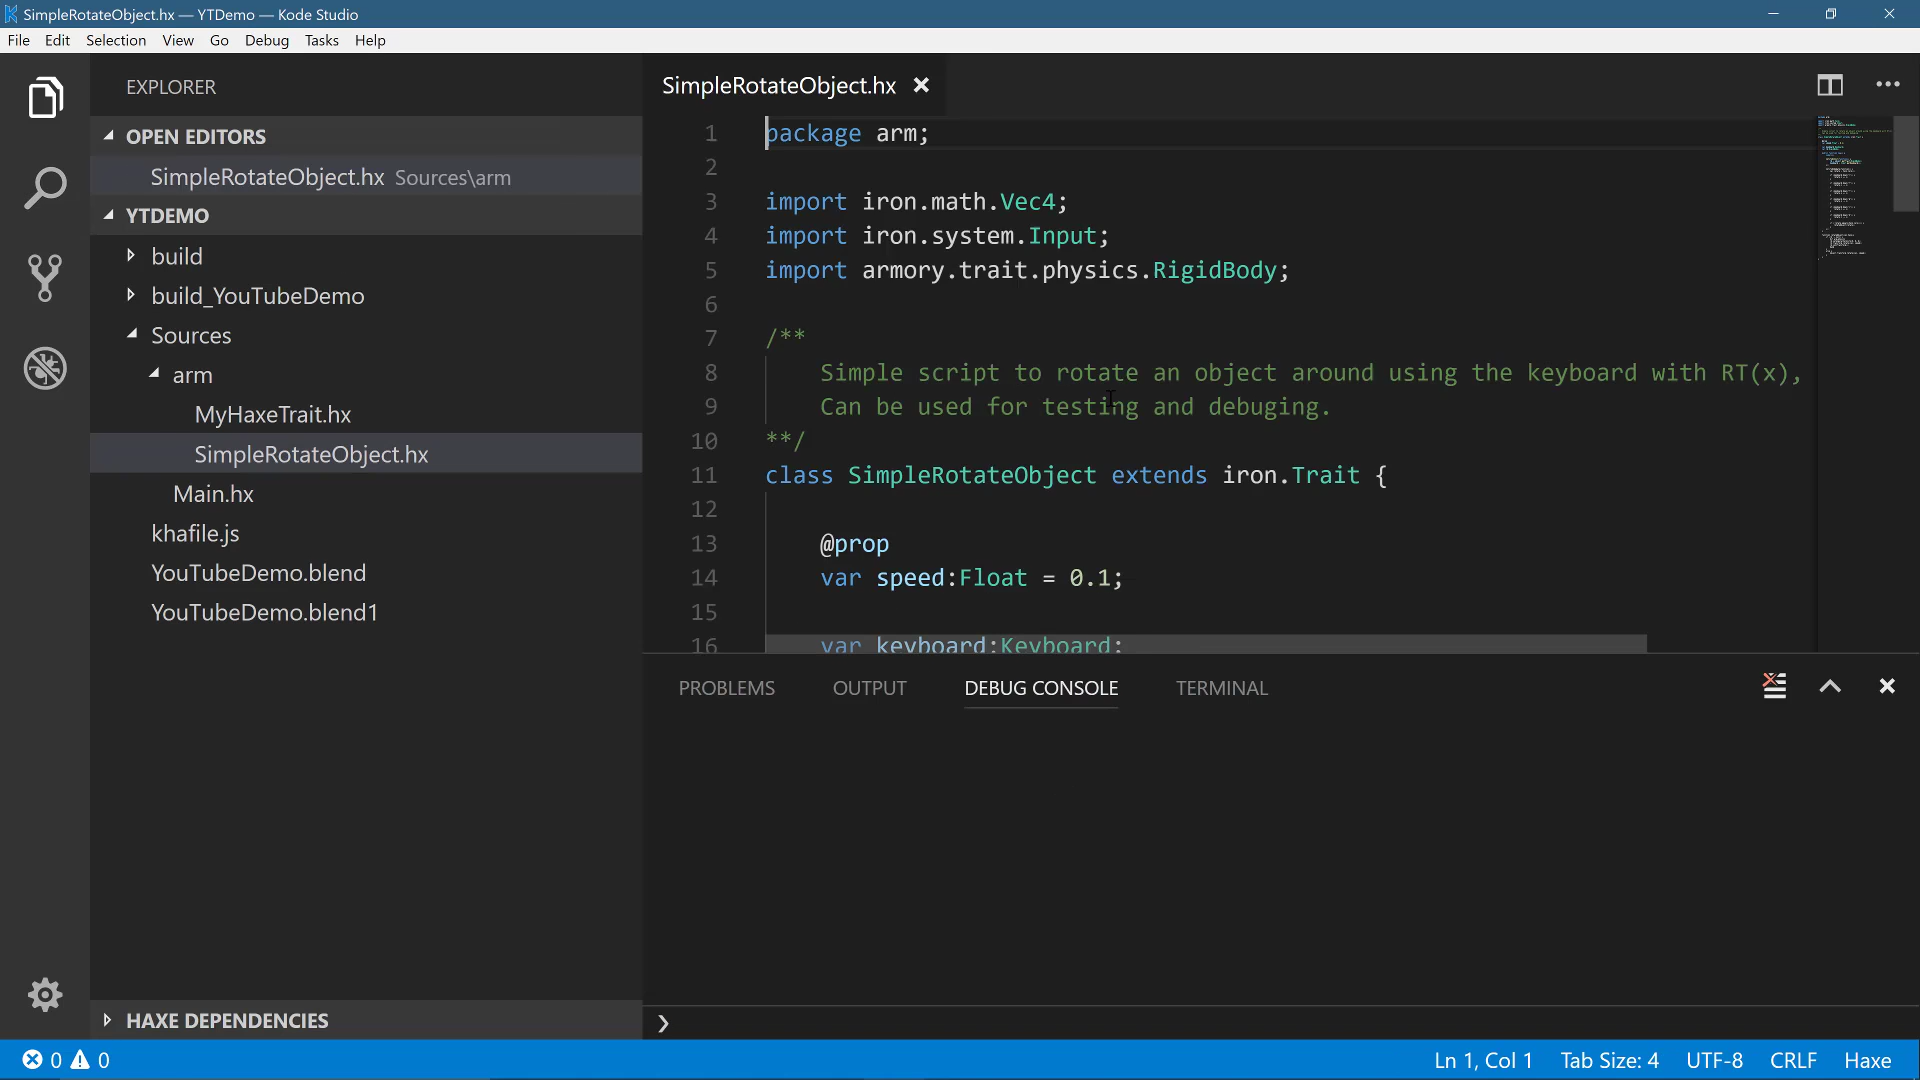 SimpleRotateObject.hx — YTDemo — Kode Studio
File Edit Selection View Go Debug Tasks Help
EXPLORER
OPEN EDITORS
SimpleRotateObject.hx Sources\arm
YTDEMO
build
build_YouTubeDemo
Sources
arm
MyHaxeTrait.hx
SimpleRotateObject.hx
Main.hx
khafile.js
YouTubeDemo.blend
YouTubeDemo.blend1
HAXE DEPENDENCIES
SimpleRotateObject.hx
1 package arm;
2
3 import iron.math.Vec4;
4 import iron.system.Input;
5 import armory.trait.physics.RigidBody;
6
7 /**
8 Simple script to rotate an object around using the keyboard with RT(x),
9 Can be used for testing and debuging.
10 **/
11 class SimpleRotateObject extends iron.Trait {
12
13 @prop
14 var speed:Float = 0.1;
15
16 var keyboard:Keyboard;
PROBLEMS OUTPUT DEBUG CONSOLE TERMINAL
0 0 Ln 1, Col 1 Tab Size: 4 UTF-8 CRLF Haxe